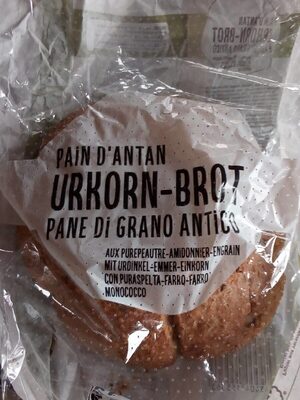 PAIN D'ANTAN
URKORN-BROT
PANE Di GRANO ANTICO
AUX PUREPEAUTRE-AMIDONNIER-ENGRAIN
MIT URDINKEL-EMMER-EINKORN
CON PURASPELTA-FARRO-FARRO
MONOCOCCO